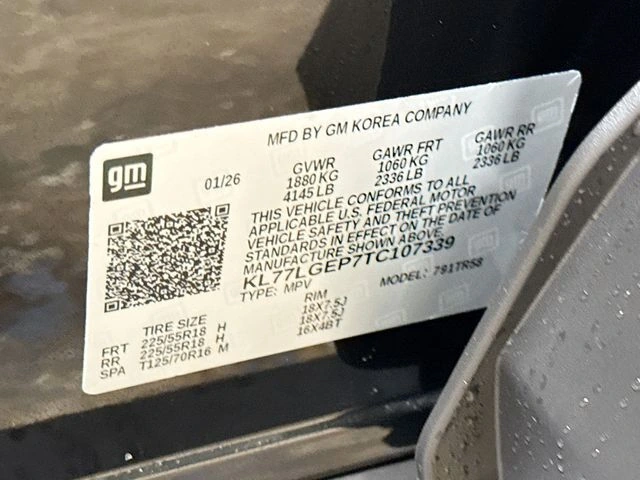 MFD BY GM KOREA COMPANY
gm
01/26
GVWR GAWR FRT GAWR RR
1880 KG 1060 KG 1060 KG
4145 LB 2336 LB 2336 LB
THIS VEHICLE CONFORMS TO ALL
APPLICABLE U.S. FEDERAL MOTOR
VEHICLE SAFETY AND THEFT PREVENTION
STANDARDS IN EFFECT ON THE DATE OF
MANUFACTURE SHOWN ABOVE.
KL77LGEP7TC107339
TYPE: MPV MODEL: 791TR58
TIRE SIZE RIM
FRT 225/55R18 H 18X7.5J
RR 225/55R18 H 18X7.5J
SPA T125/70R16 M 16X4BT